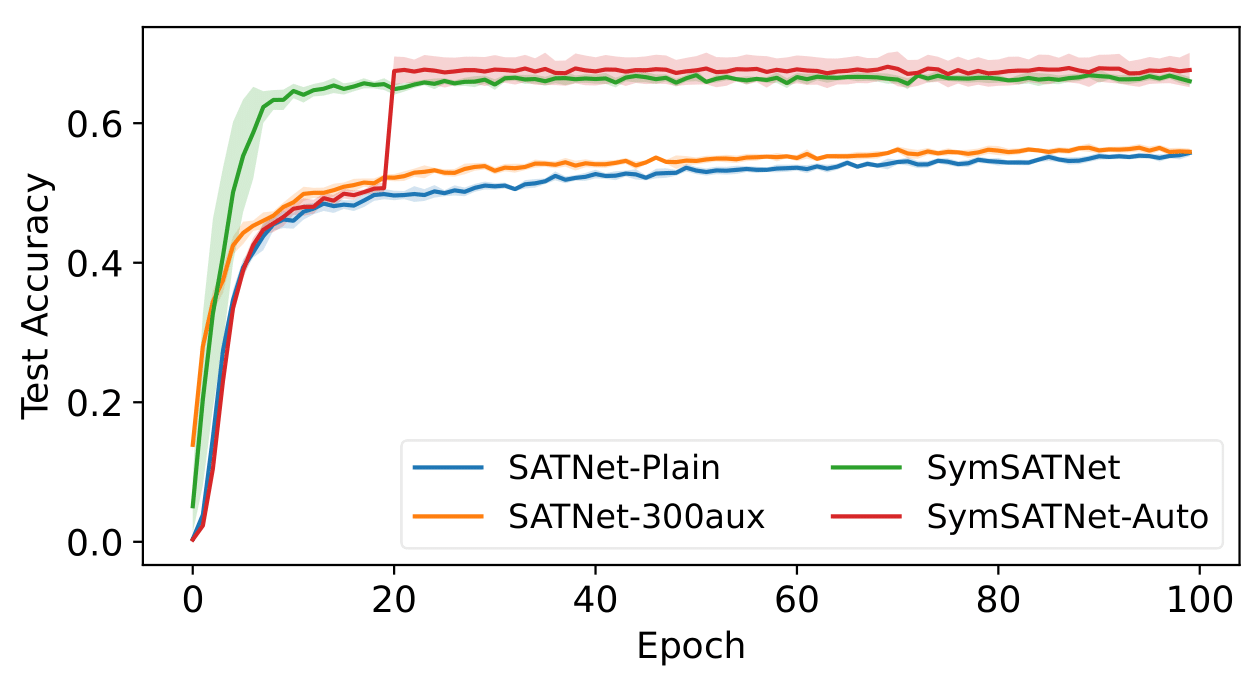 Test Accuracy
0.6
0.4
0.2
0.0
SATNet-Plain
SATNet-300aux
SymSATNet
SymSATNet-Auto
0 20 40 60 80 100
Epoch